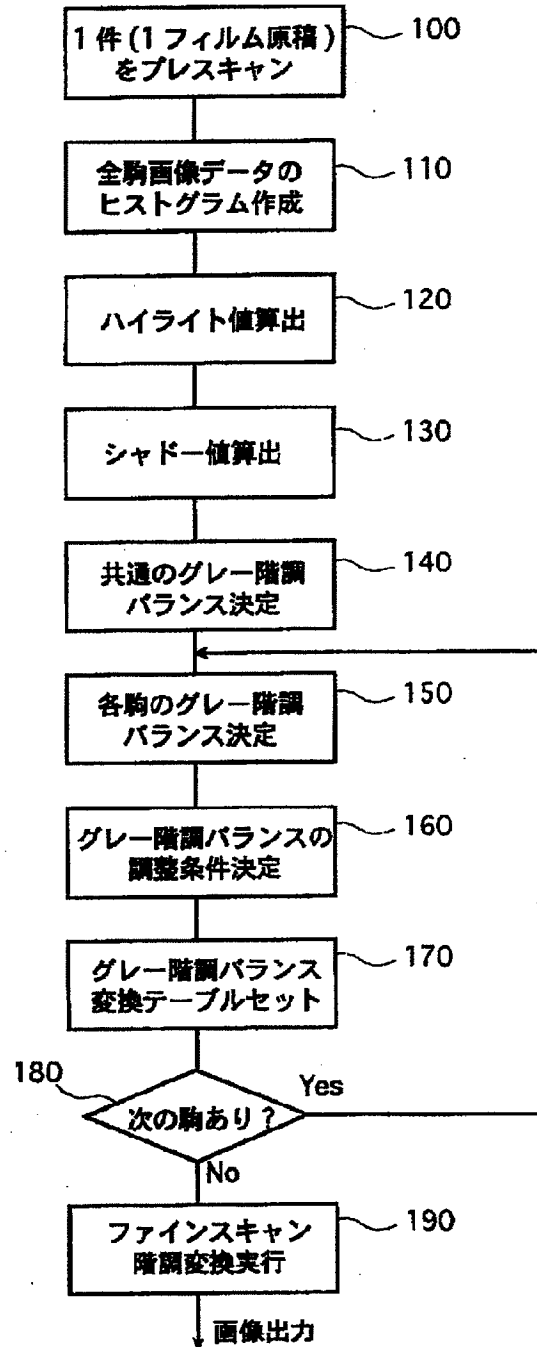 1件(1フィルム原稿)
をプレスキャン
100
全駒画像データの
ヒストグラム作成
110
ハイライト値算出
120
シャドー値算出
130
共通のグレー階調
バランス決定
140
各駒のグレー階調
バランス決定
150
グレー階調バランスの
調整条件決定
160
グレー階調バランス
変換テーブルセット
170
180
次の駒あり?
Yes
No
ファインスキャン
階調変換実行
190
画像出力